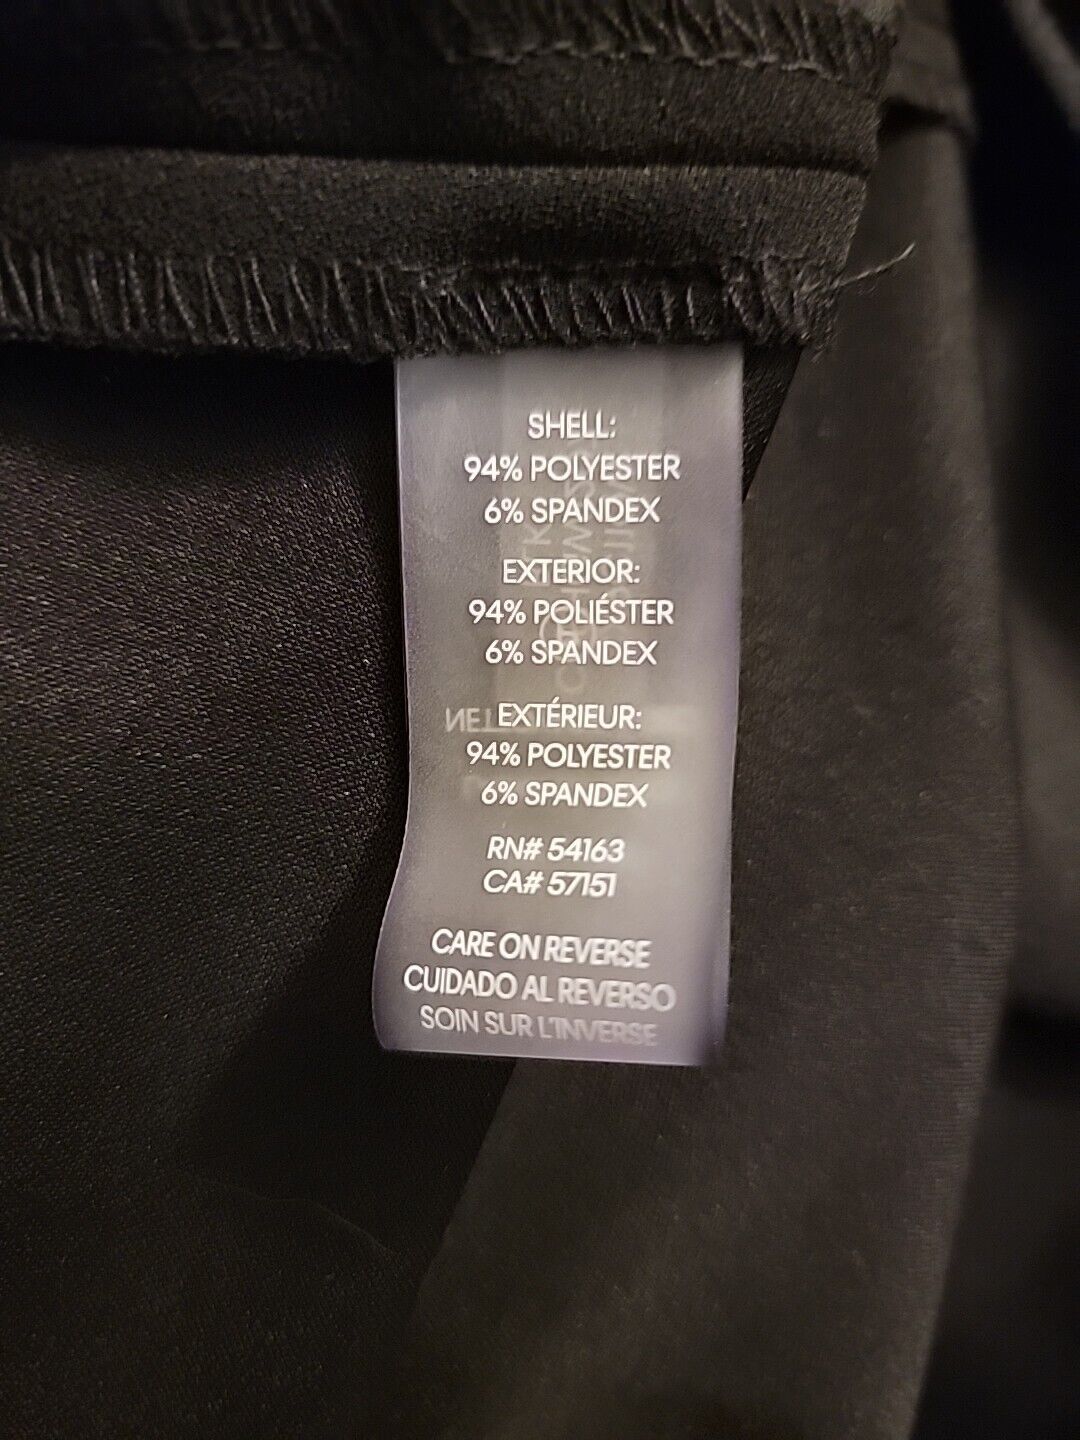 SHELL:
94% POLYESTER
6% SPANDEX
EXTERIOR:
94% POLIÉSTER
6% SPANDEX
EXTÉRIEUR:
94% POLYESTER
6% SPANDEX
RN# 54163
CA# 57151
CARE ON REVERSE
CUIDADO AL REVERSO
SOIN SUR L'INVERSE